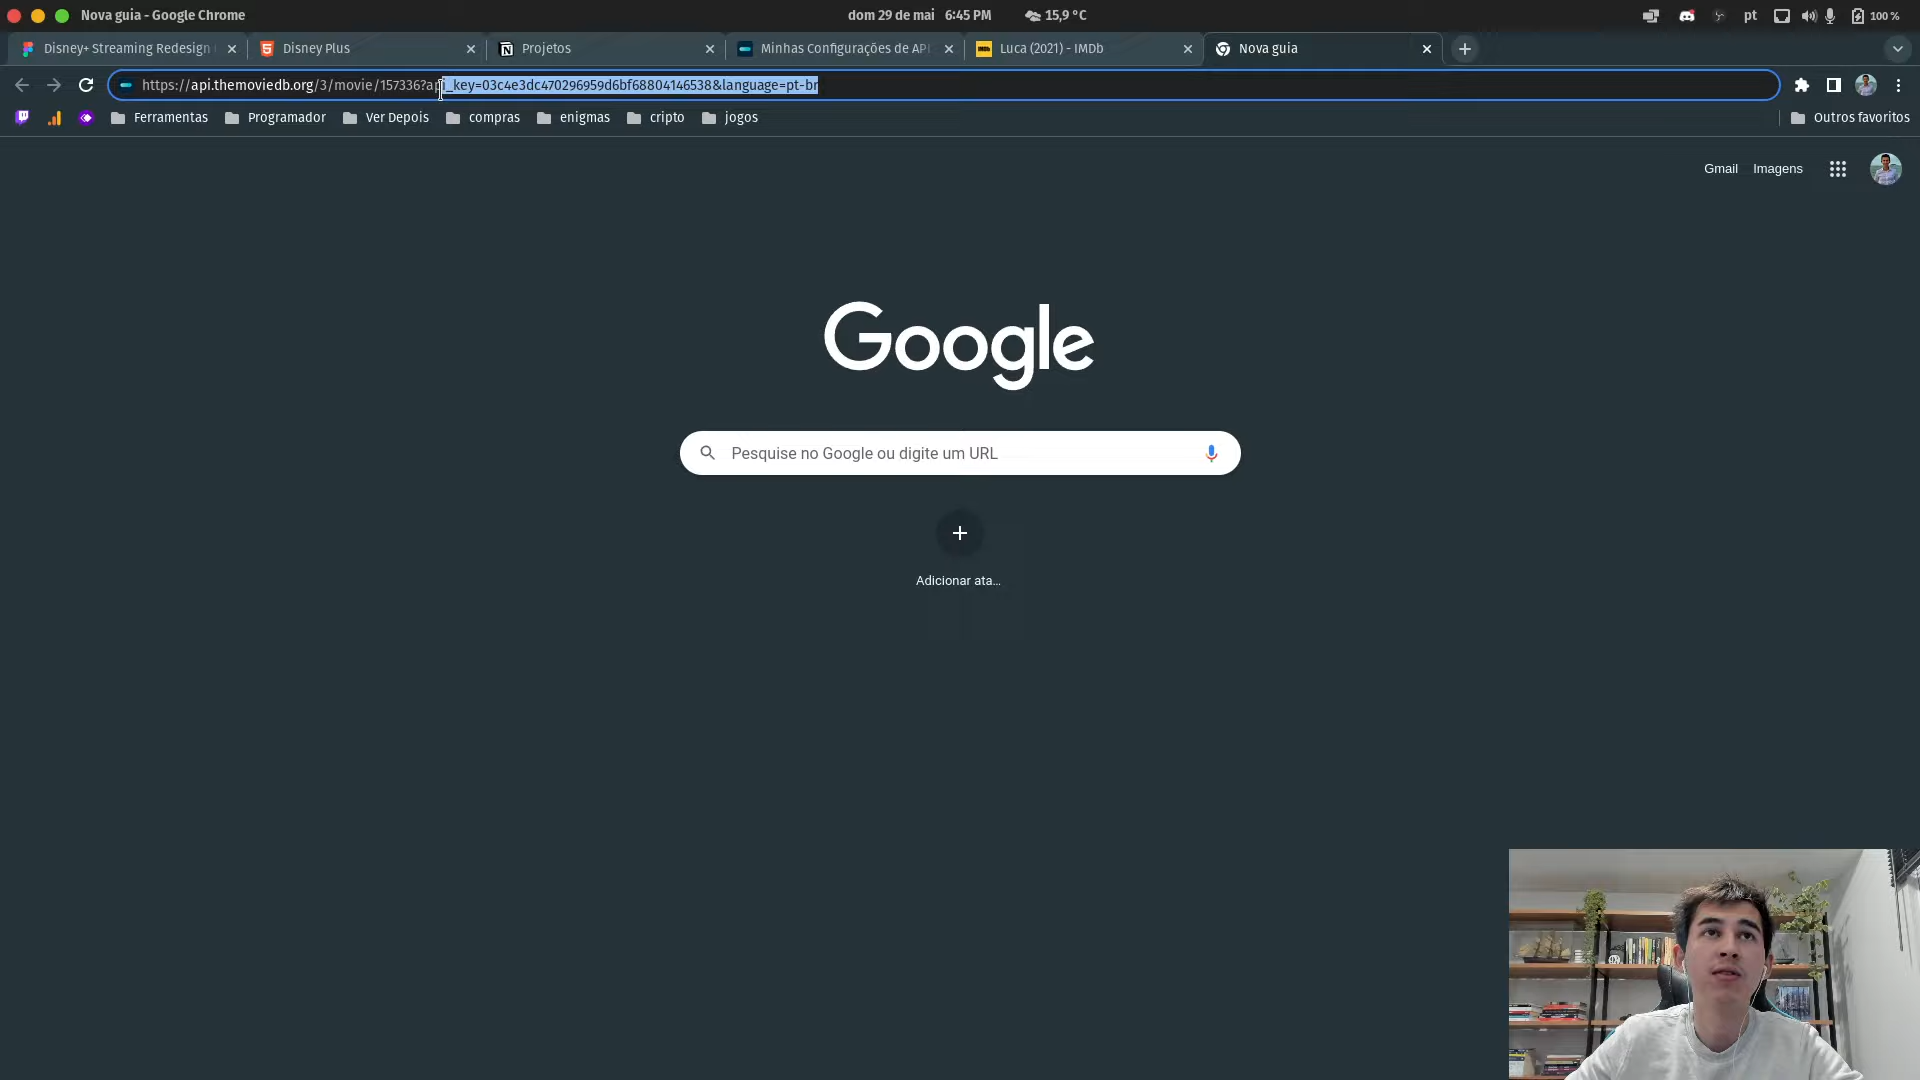 Nova guia - Google Chrome
dom 29 de mai 6:45 PM
15,9 °C
pt
100 %
Disney+ Streaming Redesign
Disney Plus
Projetos
Minhas Configurações de API
Luca (2021) - IMDb
Nova guia
https://api.themoviedb.org/3/movie/157336?api_key=03c4e3dc470296959d6bf68804146538&language=pt-br
Ferramentas
Programador
Ver Depois
compras
enigmas
cripto
jogos
Outros favoritos
Gmail
Imagens
Google
Pesquise no Google ou digite um URL
Adicionar ata...